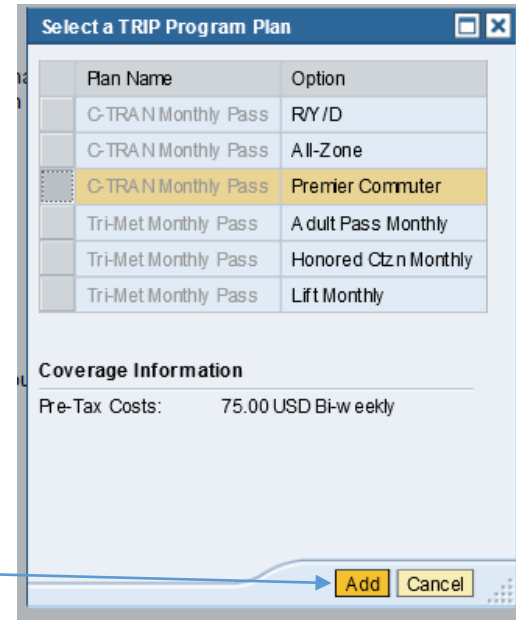 Select a TRIP Program Plan
Plan Name Option
C-TRAN Monthly Pass R/Y/D
C-TRAN Monthly Pass All-Zone
C-TRAN Monthly Pass Premier Commuter
Tri-Met Monthly Pass Adult Pass Monthly
Tri-Met Monthly Pass Honored Ctzn Monthly
Tri-Met Monthly Pass Lift Monthly
Coverage Information
Pre-Tax Costs: 75.00 USD Bi-weekly
Add Cancel